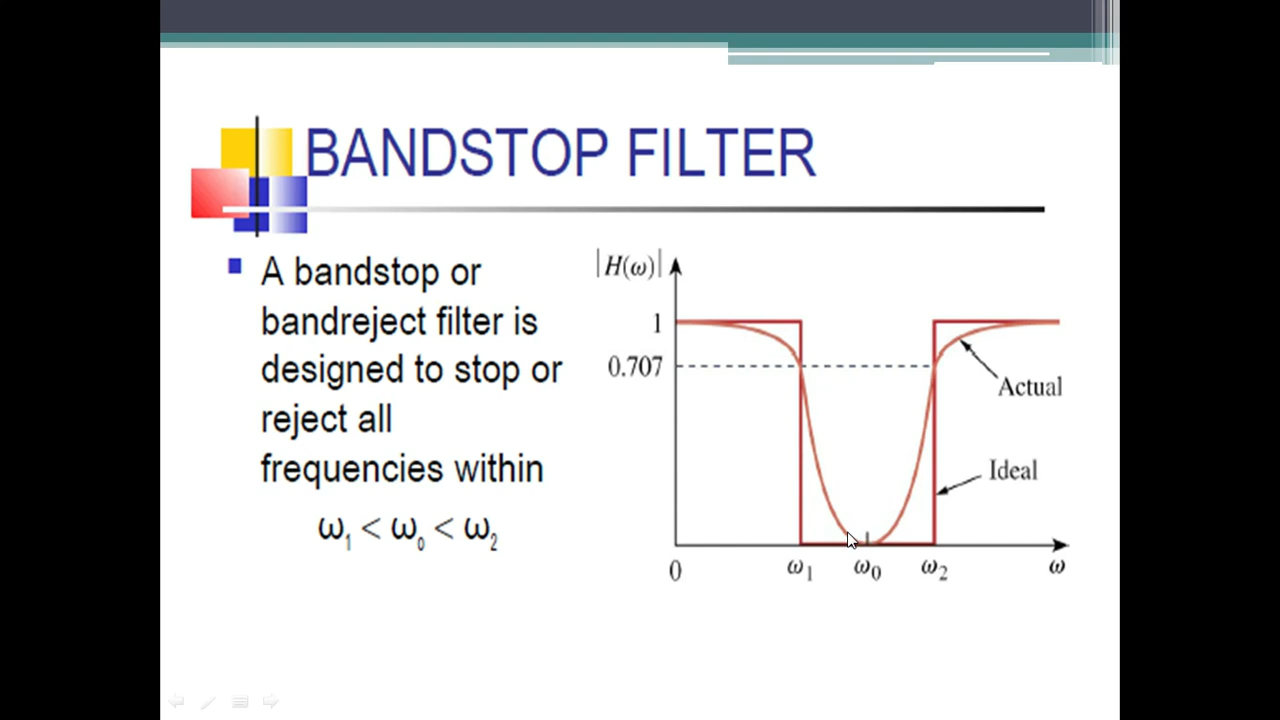 BANDSTOP FILTER
A bandstop or
bandreject filter is
designed to stop or
reject all
frequencies within
ω₁ < ω₀ < ω₂
|H(ω)|
1
0.707
Actual
Ideal
0
ω₁
ω₀
ω₂
ω